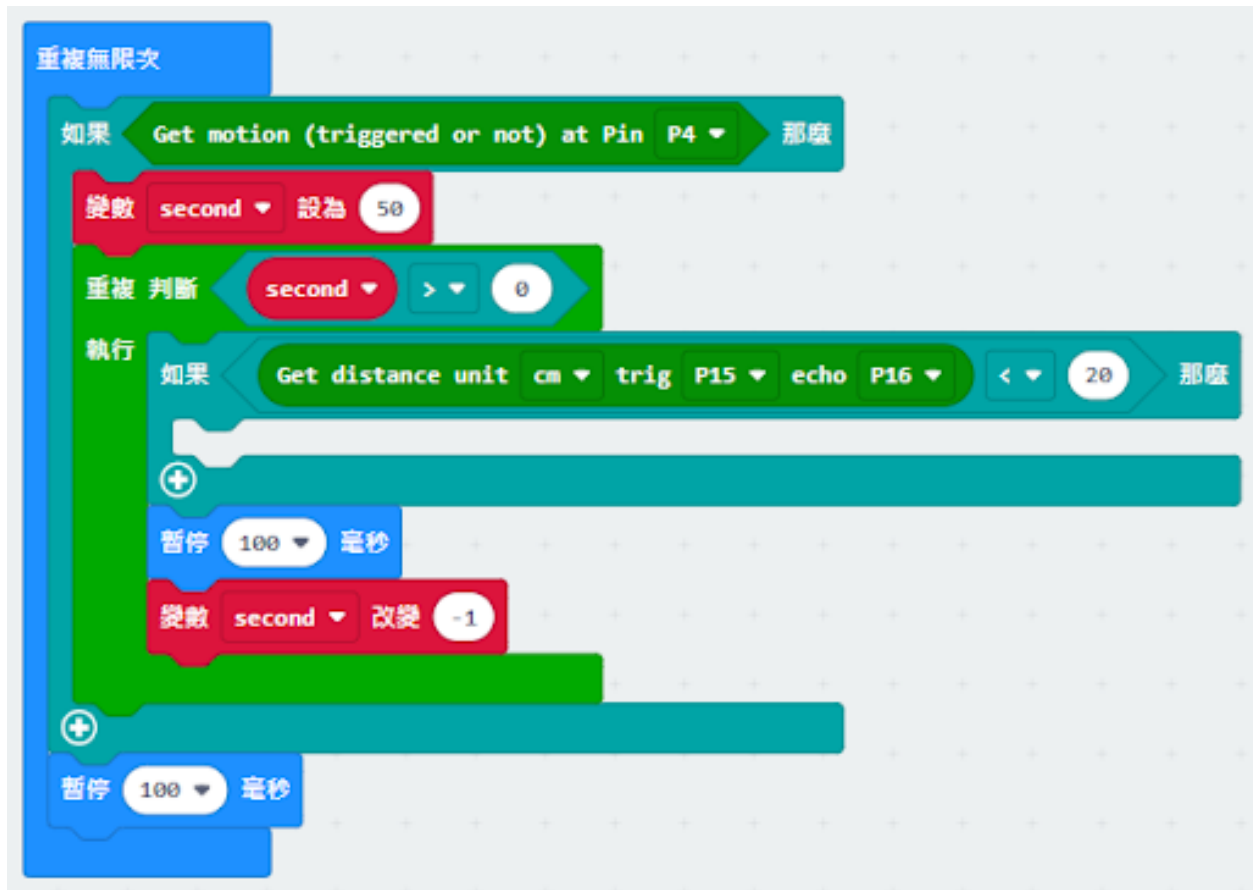 重複無限次
如果 Get motion (triggered or not) at Pin P4 那麼
變數 second 設為 50
重複 判斷 second > 0
執行
如果 Get distance unit cm trig P15 echo P16 < 20 那麼
暫停 100 毫秒
變數 second 改變 -1
暫停 100 毫秒